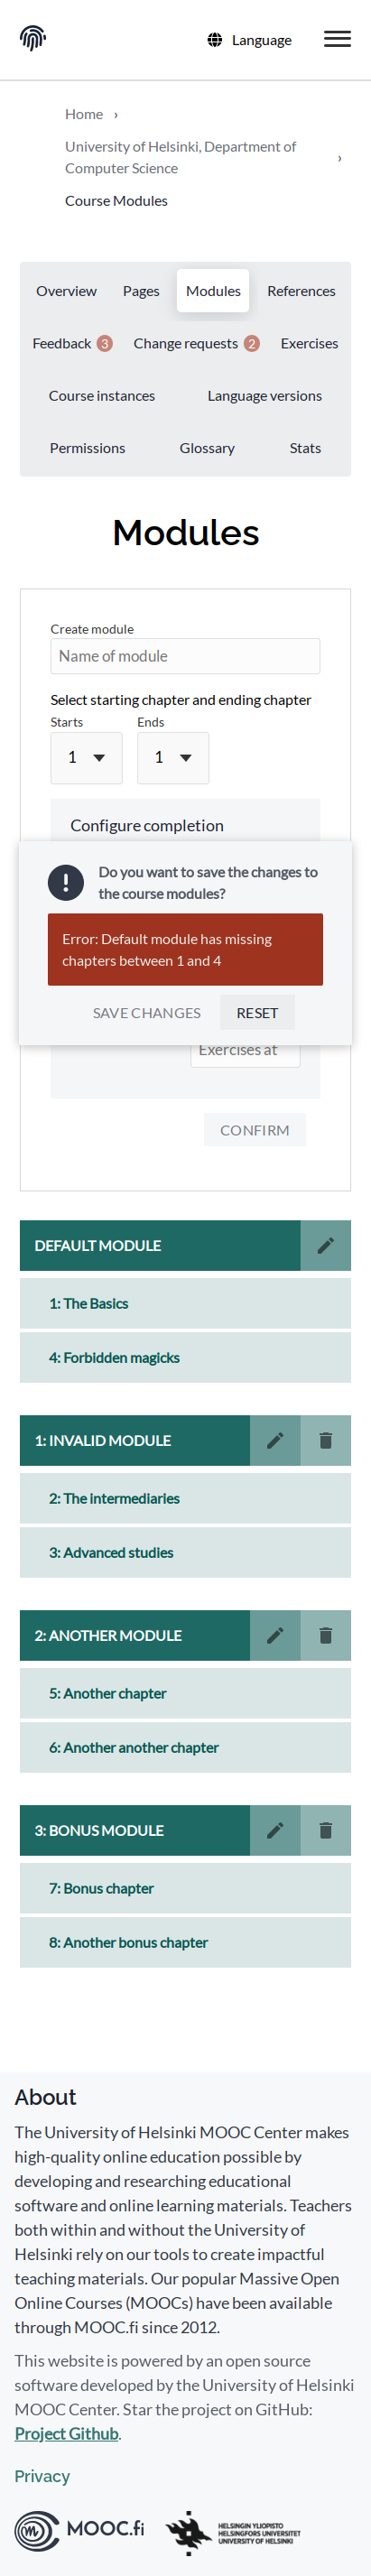 Language
Home ›
University of Helsinki, Department of
Computer Science ›
Course Modules
Overview Pages Modules References
Feedback 3 Change requests 2 Exercises
Course instances Language versions
Permissions Glossary Stats
Modules
Create module
Name of module
Select starting chapter and ending chapter
Starts Ends
1 1
Configure completion
Do you want to save the changes to
the course modules?
Error: Default module has missing
chapters between 1 and 4
SAVE CHANGES RESET
Exercises at
CONFIRM
DEFAULT MODULE
1: The Basics
4: Forbidden magicks
1: INVALID MODULE
2: The intermediaries
3: Advanced studies
2: ANOTHER MODULE
5: Another chapter
6: Another another chapter
3: BONUS MODULE
7: Bonus chapter
8: Another bonus chapter
About
The University of Helsinki MOOC Center makes
high-quality online education possible by
developing and researching educational
software and online learning materials. Teachers
both within and without the University of
Helsinki rely on our tools to create impactful
teaching materials. Our popular Massive Open
Online Courses (MOOCs) have been available
through MOOC.fi since 2012.
This website is powered by an open source
software developed by the University of Helsinki
MOOC Center. Star the project on GitHub:
Project Github.
Privacy
MOOC.fi
HELSINGIN YLIOPISTO
HELSINGFORS UNIVERSITET
UNIVERSITY OF HELSINKI